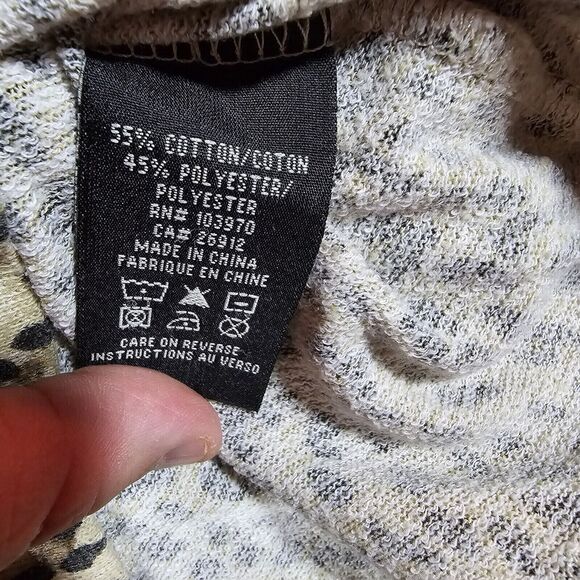 55% COTTON/COTON
45% POLYESTER/
POLYESTER
RN# 103970
CA# 26912
MADE IN CHINA
FABRIQUE EN CHINE
CARE ON REVERSE
INSTRUCTIONS AU VERSO